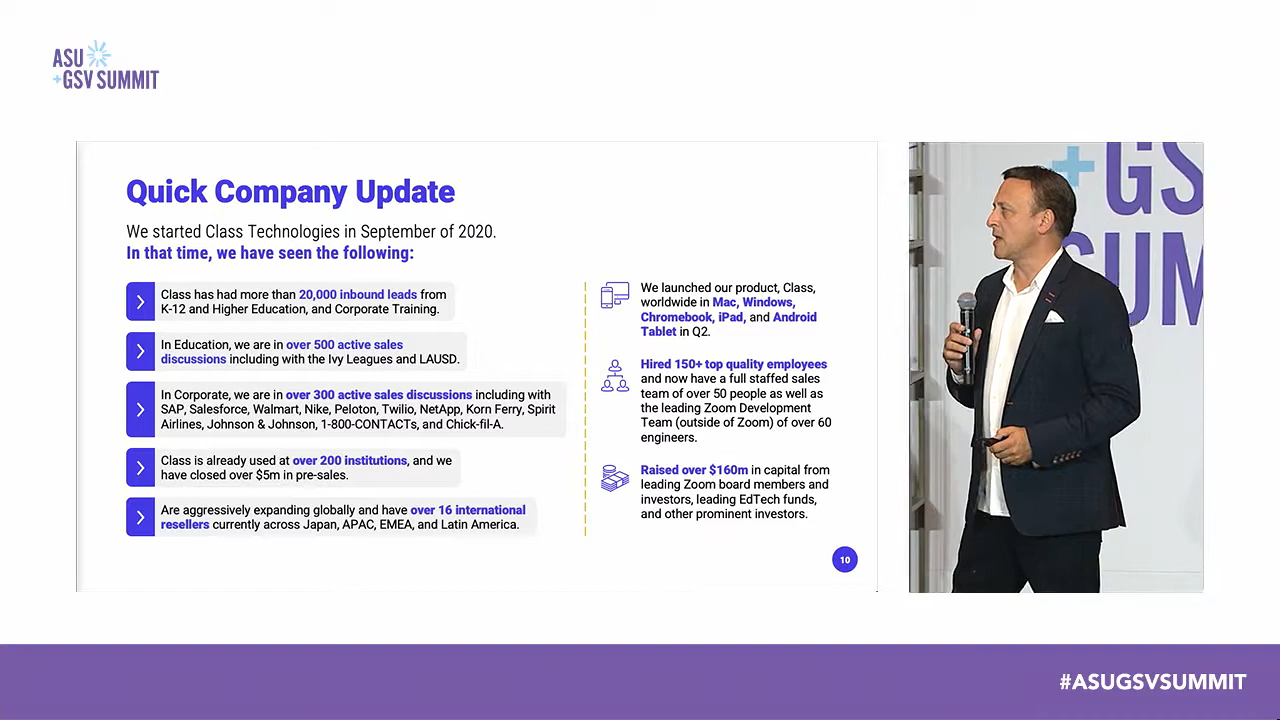 ASU
+GSV SUMMIT
Quick Company Update
We started Class Technologies in September of 2020.
In that time, we have seen the following:
Class has had more than 20,000 inbound leads from
K-12 and Higher Education, and Corporate Training.
In Education, we are in over 500 active sales
discussions including with the Ivy Leagues and LAUSD.
In Corporate, we are in over 300 active sales discussions including with
SAP, Salesforce, Walmart, Nike, Peloton, Twilio, NetApp, Korn Ferry, Spirit
Airlines, Johnson & Johnson, 1-800-CONTACTs, and Chick-fil-A.
Class is already used at over 200 institutions, and we
have closed over $5m in pre-sales.
Are aggressively expanding globally and have over 16 international
resellers currently across Japan, APAC, EMEA, and Latin America.
We launched our product, Class,
worldwide in Mac, Windows,
Chromebook, iPad, and Android
Tablet in Q2.
Hired 150+ top quality employees
and now have a full staffed sales
team of over 50 people as well as
the leading Zoom Development
Team (outside of Zoom) of over 60
engineers.
Raised over $160m in capital from
leading Zoom board members and
investors, leading EdTech funds,
and other prominent investors.
10
+GS
SUM
#ASUGSVSUMMIT